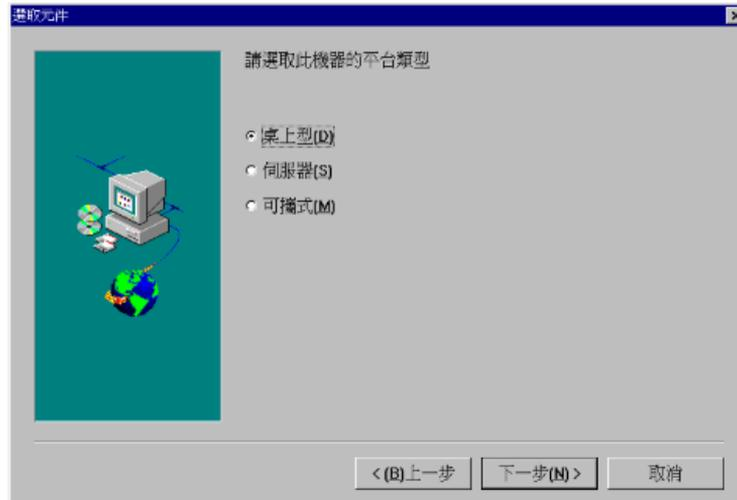 選取元件
請選取此機器的平台類型
桌上型(D)
伺服器(S)
可攜式(M)
< (B)上一步 下一步(N) > 取消